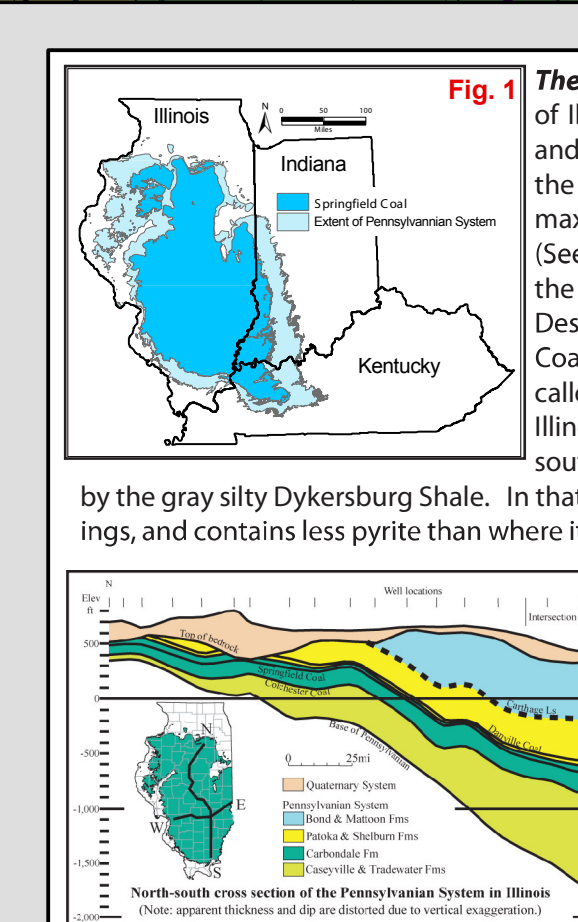 Fig. 1
Illinois
N
0 50 100
Miles
Indiana
Springfield Coal
Extent of Pennsylvannian System
Kentucky
The
of Il
and
the
max
(See
the
Des
Coa
calle
Illin
sout
by the gray silty Dykersburg Shale. In that
ings, and contains less pyrite than where it
N
Elev
ft
Well locations
Intersection
500
0
-500
-1,000
-1,500
-2,000
Top of bedrock
Springfield Coal
Colchester Coal
Base of Pennsylvanian
Carthage Ls
Danville Coal
N
W
E
S
0 25mi
Quaternary System
Pennsylvanian System
Bond & Mattoon Fms
Patoka & Shelburn Fms
Carbondale Fm
Caseyville & Tradewater Fms
North-south cross section of the Pennsylvanian System in Illinois
(Note: apparent thickness and dip are distorted due to vertical exaggeration.)